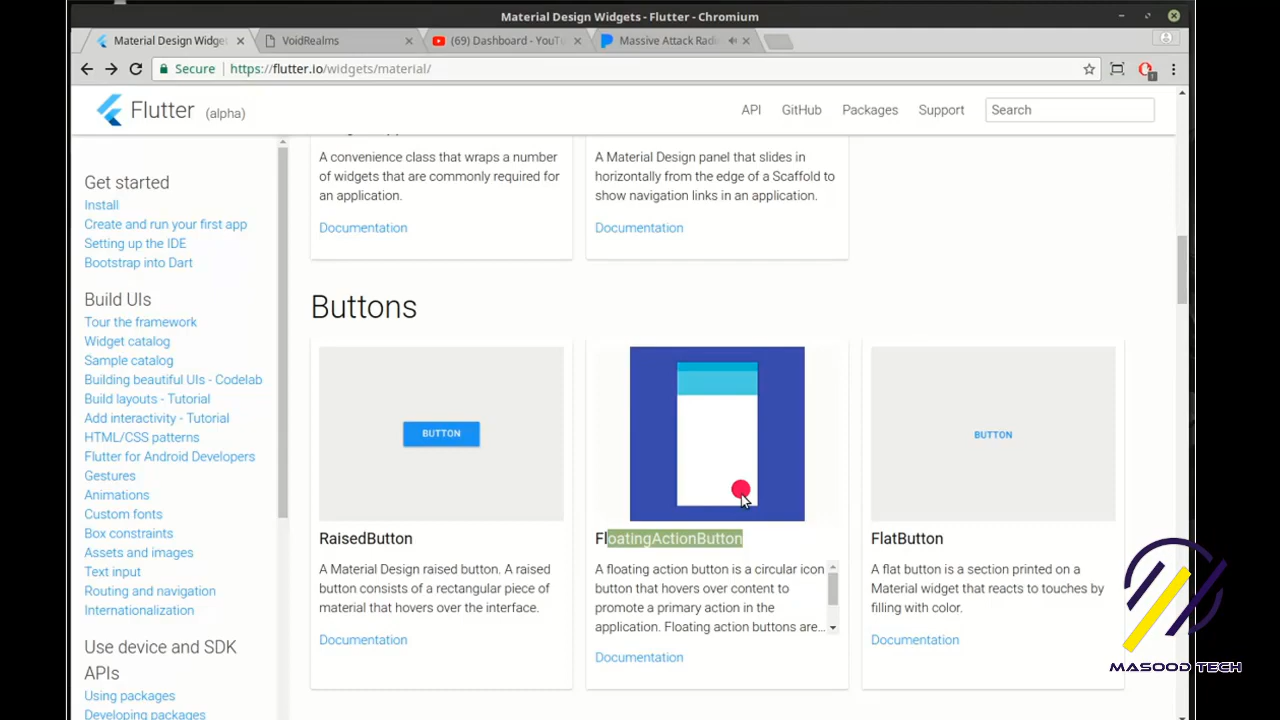 Material Design Widgets - Flutter - Chromium
Material Design Widge
VoidRealms
(69) Dashboard - YouTu
Massive Attack Radi
Secure
https://flutter.io/widgets/material/
1
Flutter (alpha)
API
GitHub
Packages
Support
Search
Get started
Install
Create and run your first app
Setting up the IDE
Bootstrap into Dart
Build UIs
Tour the framework
Widget catalog
Sample catalog
Building beautiful UIs - Codelab
Build layouts - Tutorial
Add interactivity - Tutorial
HTML/CSS patterns
Flutter for Android Developers
Gestures
Animations
Custom fonts
Box constraints
Assets and images
Text input
Routing and navigation
Internationalization
Use device and SDK
APIs
Using packages
Developing packages
A convenience class that wraps a number
of widgets that are commonly required for
an application.
Documentation
A Material Design panel that slides in
horizontally from the edge of a Scaffold to
show navigation links in an application.
Documentation
Buttons
BUTTON
RaisedButton
A Material Design raised button. A raised
button consists of a rectangular piece of
material that hovers over the interface.
Documentation
FloatingActionButton
A floating action button is a circular icon
button that hovers over content to
promote a primary action in the
application. Floating action buttons are...
Documentation
BUTTON
FlatButton
A flat button is a section printed on a
Material widget that reacts to touches by
filling with color.
Documentation
MASOOD TECH